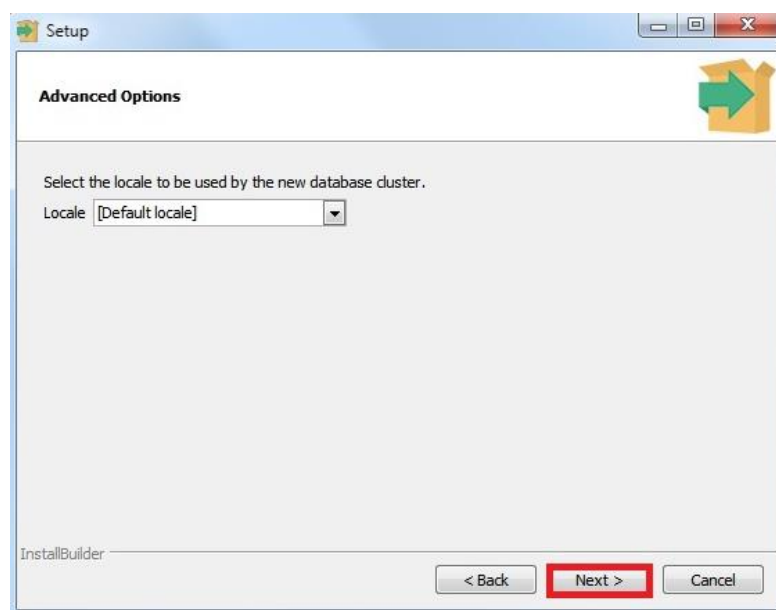 Setup
Advanced Options
Select the locale to be used by the new database cluster.
Locale [Default locale]
InstallBuilder
< Back Next > Cancel